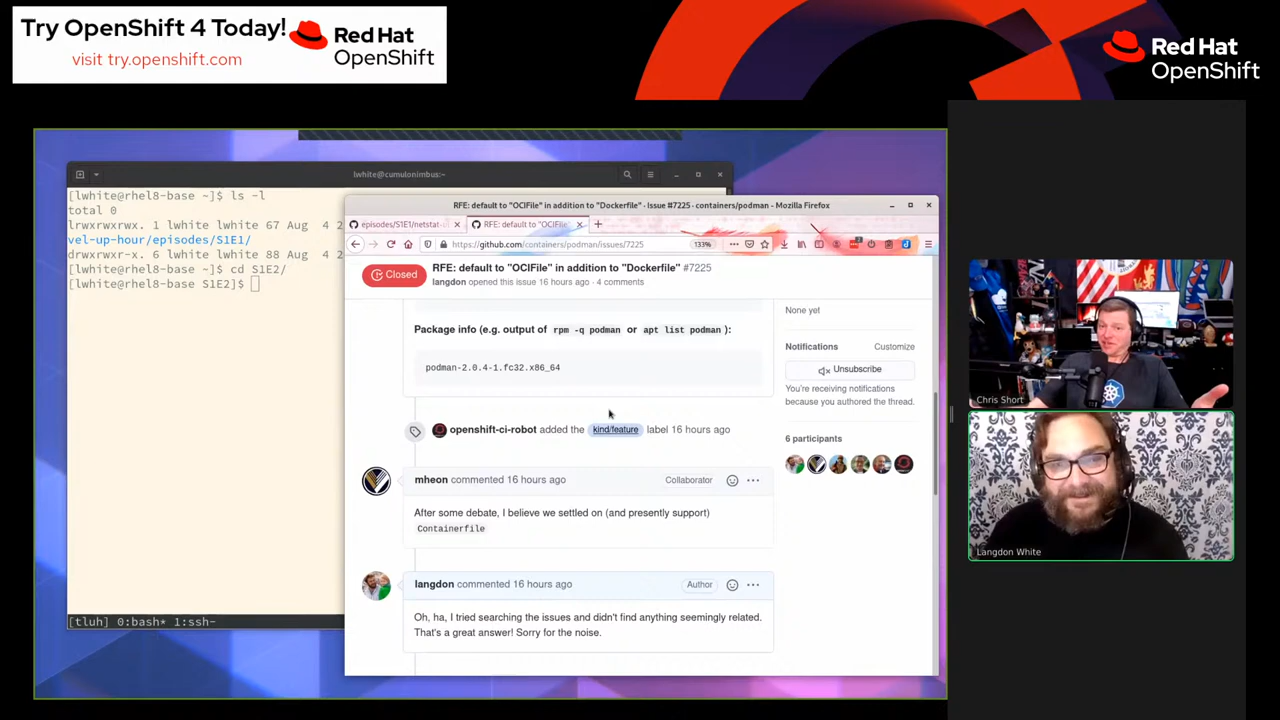 Try OpenShift 4 Today!
visit try.openshift.com
Red Hat
OpenShift
Red Hat
OpenShift
lwhite@cumulonimbus:~
[lwhite@rhel8-base ~]$ ls -l
total 0
lrwxrwxrwx. 1 lwhite lwhite 67 Aug  4 2
vel-up-hour/episodes/S1E1/
drwxrwxr-x. 6 lwhite lwhite 88 Aug  4 2
[lwhite@rhel8-base ~]$ cd S1E2/
[lwhite@rhel8-base S1E2]$
[tluh] 0:bash* 1:ssh-
RFE: default to "OCIFile" in addition to "Dockerfile" · Issue #7225 · containers/podman - Mozilla Firefox
episodes/S1E1/netstat-
RFE: default to "OCIFile"
https://github.com/containers/podman/issues/7225
133%
Closed
RFE: default to "OCIFile" in addition to "Dockerfile" #7225
langdon opened this issue 16 hours ago · 4 comments
Package info (e.g. output of rpm -q podman or apt list podman):
podman-2.0.4-1.fc32.x86_64
openshift-ci-robot added the kind/feature label 16 hours ago
mheon commented 16 hours ago
Collaborator
After some debate, I believe we settled on (and presently support)
Containerfile
langdon commented 16 hours ago
Author
Oh, ha, I tried searching the issues and didn't find anything seemingly related.
That's a great answer! Sorry for the noise.
None yet
Notifications
Customize
Unsubscribe
You're receiving notifications
because you authored the thread.
6 participants
Chris Short
Langdon White